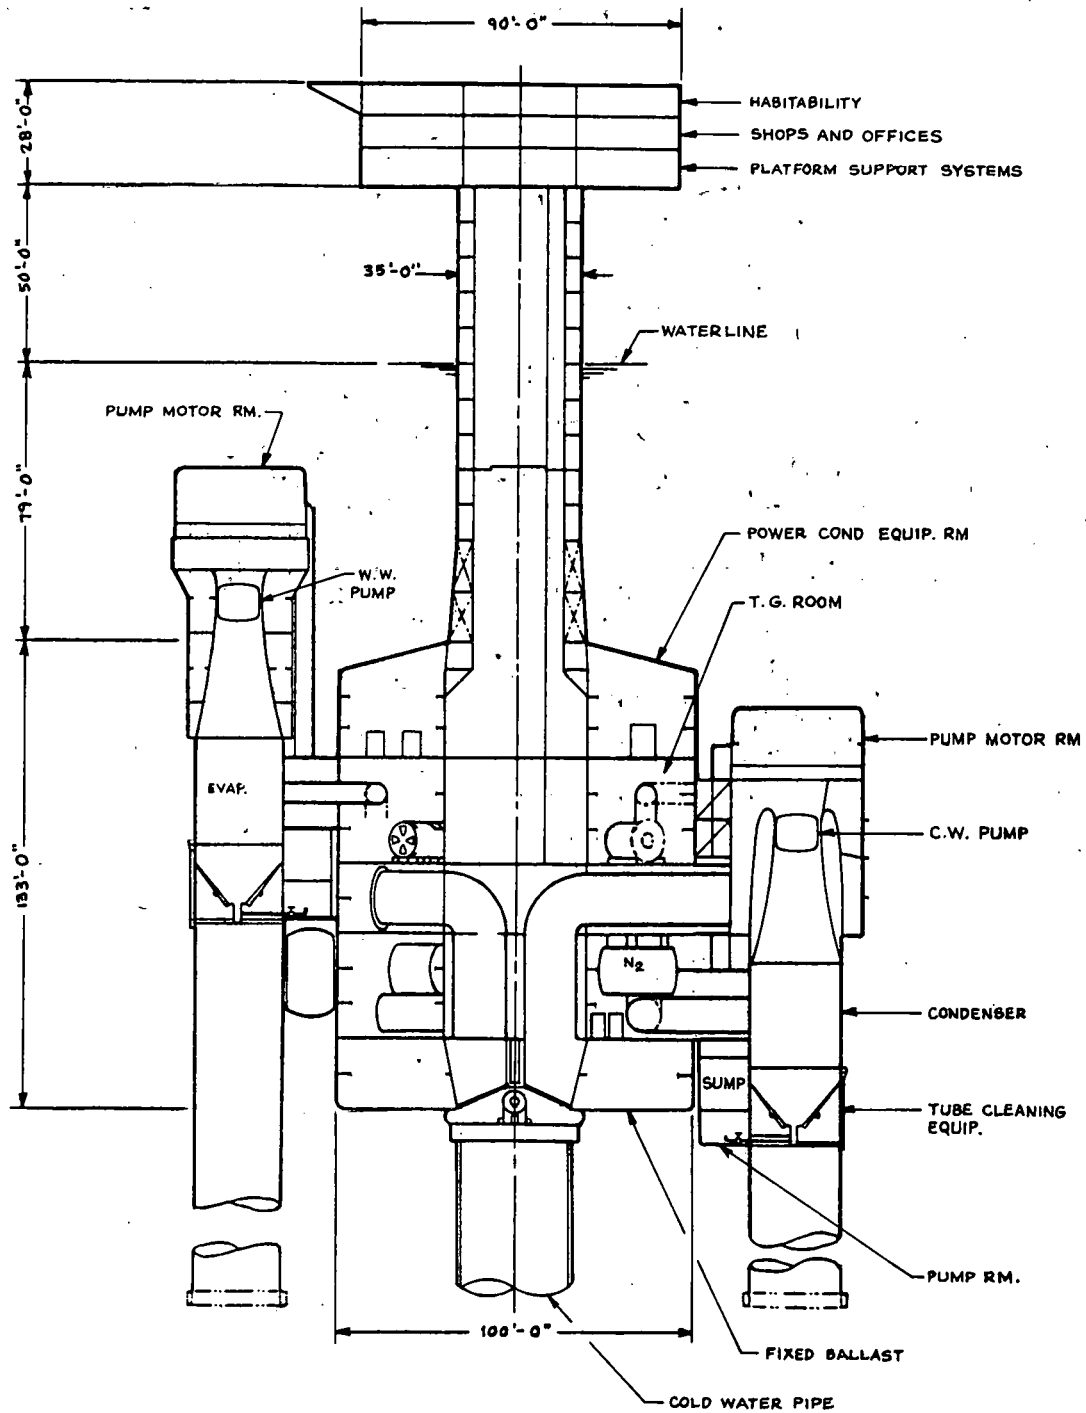 90'-0"
HABITABILITY
SHOPS AND OFFICES
PLATFORM SUPPORT SYSTEMS
28'-0"
50'-0"
35'-0"
WATERLINE
PUMP MOTOR RM.
79'-0"
POWER COND EQUIP. RM
W.W.
PUMP
T.G. ROOM
PUMP MOTOR RM
EVAP.
C.W. PUMP
133'-0"
N2
CONDENSER
SUMP
TUBE CLEANING
EQUIP.
PUMP RM.
100'-0"
FIXED BALLAST
COLD WATER PIPE